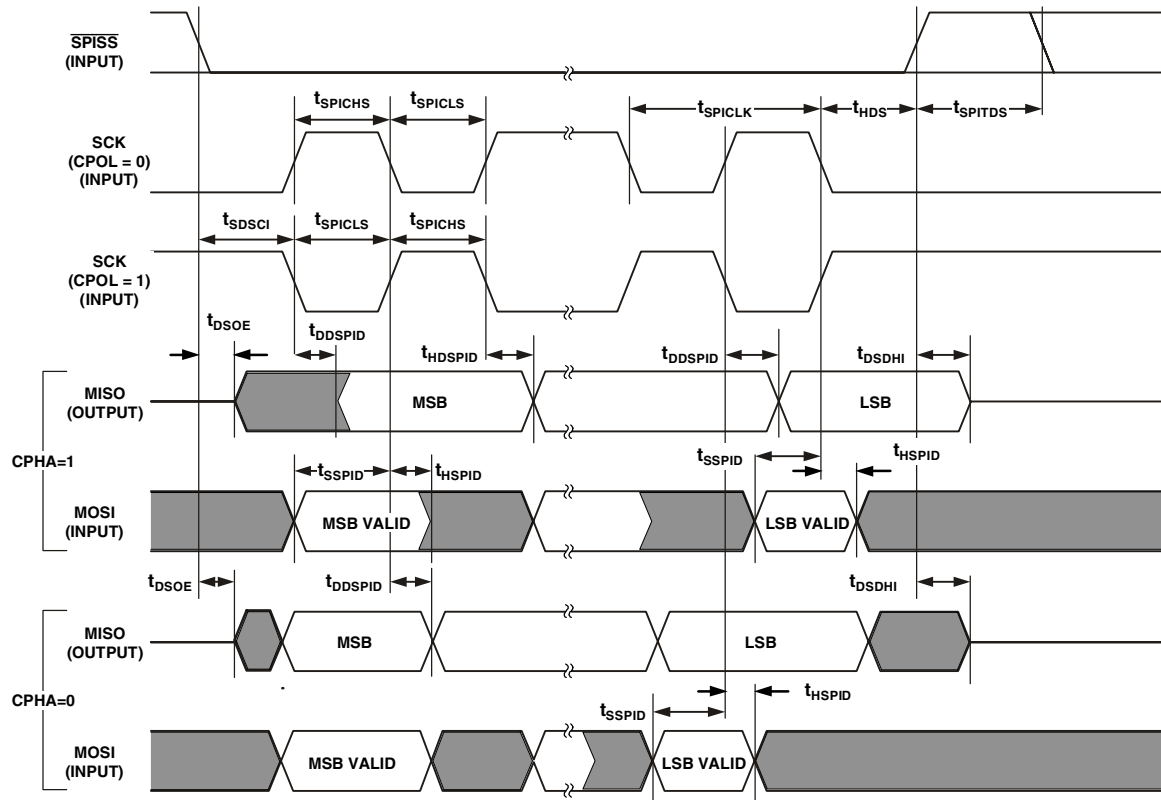 SPISS
(INPUT)
tSPICHS
tSPICLS
tSPICLK
tHDS
tSPITDS
SCK
(CPOL = 0)
(INPUT)
tSDSCI
tSPICLS
tSPICHS
SCK
(CPOL = 1)
(INPUT)
tDSOE
tDDSPID
tHDSPID
tDDSPID
tDSDHI
MISO
(OUTPUT)
MSB
LSB
CPHA=1
tSSPID
tHSPID
tSSPID
tHSPID
MOSI
(INPUT)
MSB VALID
LSB VALID
tDSOE
tDDSPID
tDSDHI
MISO
(OUTPUT)
MSB
LSB
CPHA=0
tSSPID
tHSPID
MOSI
(INPUT)
MSB VALID
LSB VALID